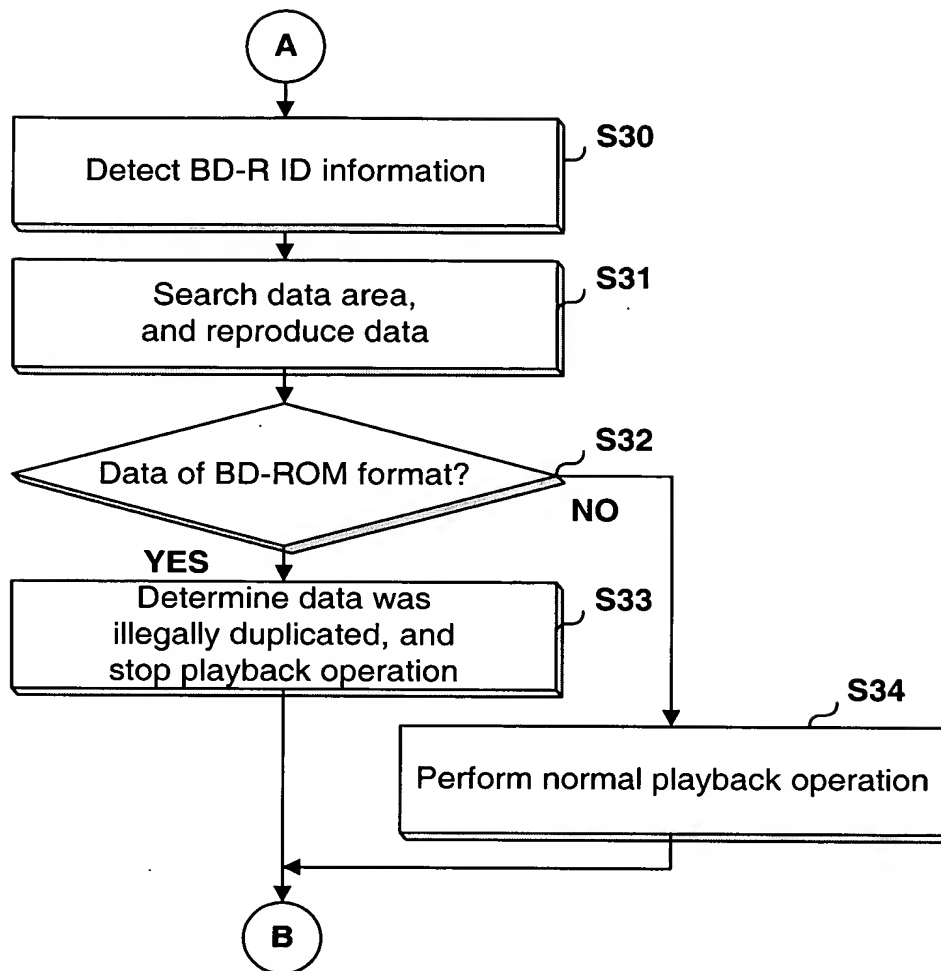 A
S30
Detect BD-R ID information
S31
Search data area,
and reproduce data
S32
Data of BD-ROM format?
NO
YES
S33
Determine data was
illegally duplicated, and
stop playback operation
S34
Perform normal playback operation
B